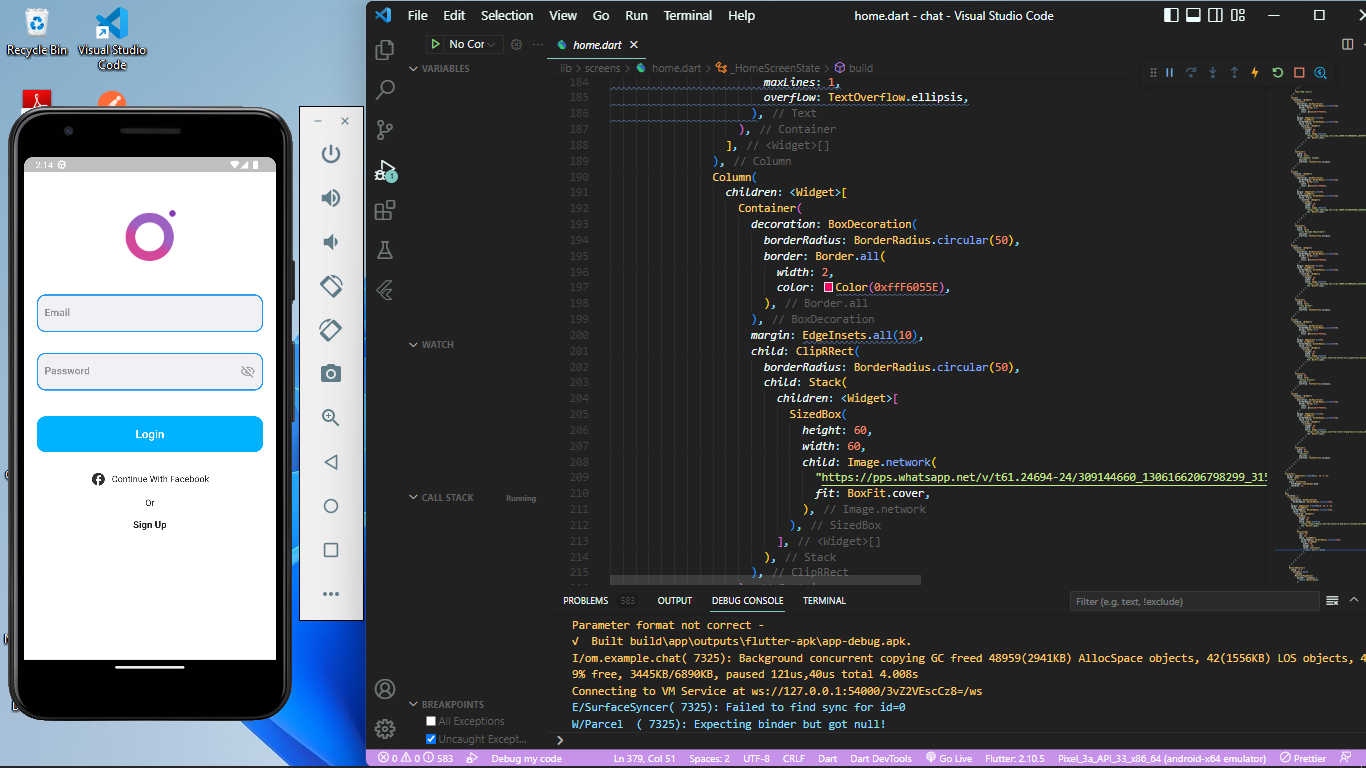 Recycle Bin
Visual Studio
Code
2:14
Email
Password
Login
Continue With Facebook
Or
Sign Up
File Edit Selection View Go Run Terminal Help
home.dart - chat - Visual Studio Code
No Cor
home.dart
lib > screens > home.dart > _HomeScreenState > build
VARIABLES
WATCH
CALL STACK
Running
BREAKPOINTS
All Exceptions
Uncaught Except...
1
184 maxLines: 1,
185 overflow: TextOverflow.ellipsis,
186 ), // Text
187 ), // Container
188 ], // <Widget>[]
189 ), // Column
190 Column(
191 children: <Widget>[
192 Container(
193 decoration: BoxDecoration(
194 borderRadius: BorderRadius.circular(50),
195 border: Border.all(
196 width: 2,
197 color: Color(0xffF6055E),
198 ), // Border.all
199 ), // BoxDecoration
200 margin: EdgeInsets.all(10),
201 child: ClipRRect(
202 borderRadius: BorderRadius.circular(50),
203 child: Stack(
204 children: <Widget>[
205 SizedBox(
206 height: 60,
207 width: 60,
208 child: Image.network(
209 "https://pps.whatsapp.net/v/t61.24694-24/309144660_1306166206798299_315
210 fit: BoxFit.cover,
211 ), // Image.network
212 ), // SizedBox
213 ], // <Widget>[]
214 ), // Stack
215 ), // ClipRRect
PROBLEMS 583 OUTPUT DEBUG CONSOLE TERMINAL
Filter (e.g. text, !exclude)
Parameter format not correct -
√ Built build\app\outputs\flutter-apk\app-debug.apk.
I/om.example.chat( 7325): Background concurrent copying GC freed 48959(2941KB) AllocSpace objects, 42(1556KB) LOS objects, 4
9% free, 3445KB/6890KB, paused 121us,40us total 4.008s
Connecting to VM Service at ws://127.0.0.1:54000/3vZ2VEscCz8=/ws
E/SurfaceSyncer( 7325): Failed to find sync for id=0
W/Parcel ( 7325): Expecting binder but got null!
0 0 583 Debug my code Ln 379, Col 51 Spaces: 2 UTF-8 CRLF Dart Dart DevTools Go Live Flutter: 2.10.5 Pixel_3a_API_33_x86_64 (android-x64 emulator) Prettier